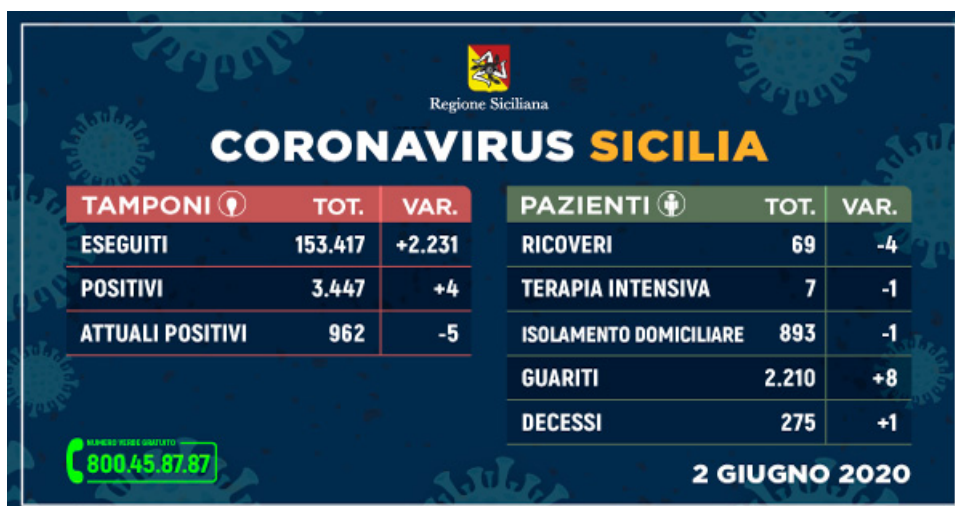 Regione Siciliana
CORONAVIRUS SICILIA
TAMPONI TOT. VAR.
ESEGUITI 153.417 +2.231
POSITIVI 3.447 +4
ATTUALI POSITIVI 962 -5
PAZIENTI TOT. VAR.
RICOVERI 69 -4
TERAPIA INTENSIVA 7 -1
ISOLAMENTO DOMICILIARE 893 -1
GUARITI 2.210 +8
DECESSI 275 +1
NUMERO VERDE GRATUITO
800.45.87.87
2 GIUGNO 2020